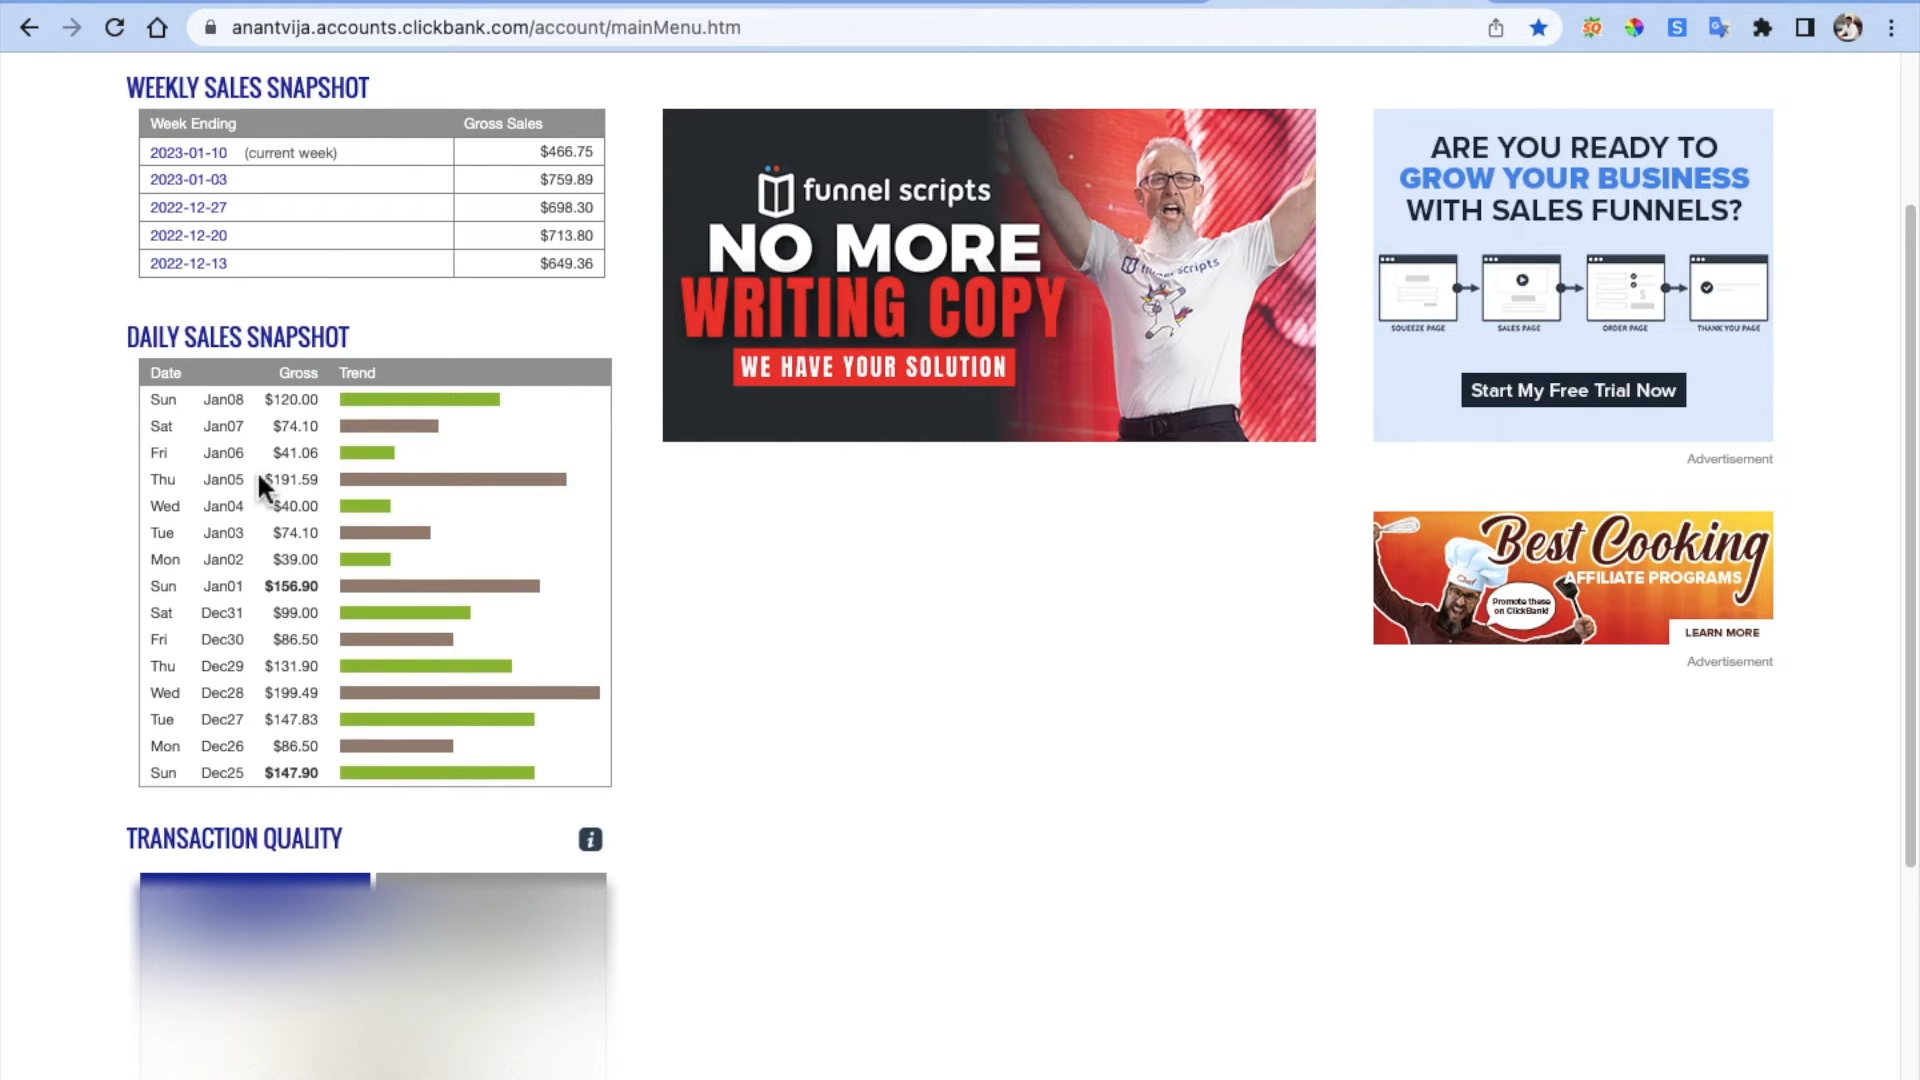 anantvija.accounts.clickbank.com/account/mainMenu.htm
WEEKLY SALES SNAPSHOT
Week Ending Gross Sales
2023-01-10 (current week) $466.75
2023-01-03 $759.89
2022-12-27 $698.30
2022-12-20 $713.80
2022-12-13 $649.36
DAILY SALES SNAPSHOT
Date Gross Trend
Sun Jan08 $120.00
Sat Jan07 $74.10
Fri Jan06 $41.06
Thu Jan05 $191.59
Wed Jan04 $40.00
Tue Jan03 $74.10
Mon Jan02 $39.00
Sun Jan01 $156.90
Sat Dec31 $99.00
Fri Dec30 $86.50
Thu Dec29 $131.90
Wed Dec28 $199.49
Tue Dec27 $147.83
Mon Dec26 $86.50
Sun Dec25 $147.90
TRANSACTION QUALITY
i
funnel scripts
NO MORE
WRITING COPY
WE HAVE YOUR SOLUTION
funnel scripts
ARE YOU READY TO
GROW YOUR BUSINESS
WITH SALES FUNNELS?
SQUEEZE PAGE SALES PAGE ORDER PAGE THANK YOU PAGE
Start My Free Trial Now
Advertisement
Best Cooking
AFFILIATE PROGRAMS
Chef
Promote these
on ClickBank!
LEARN MORE
Advertisement